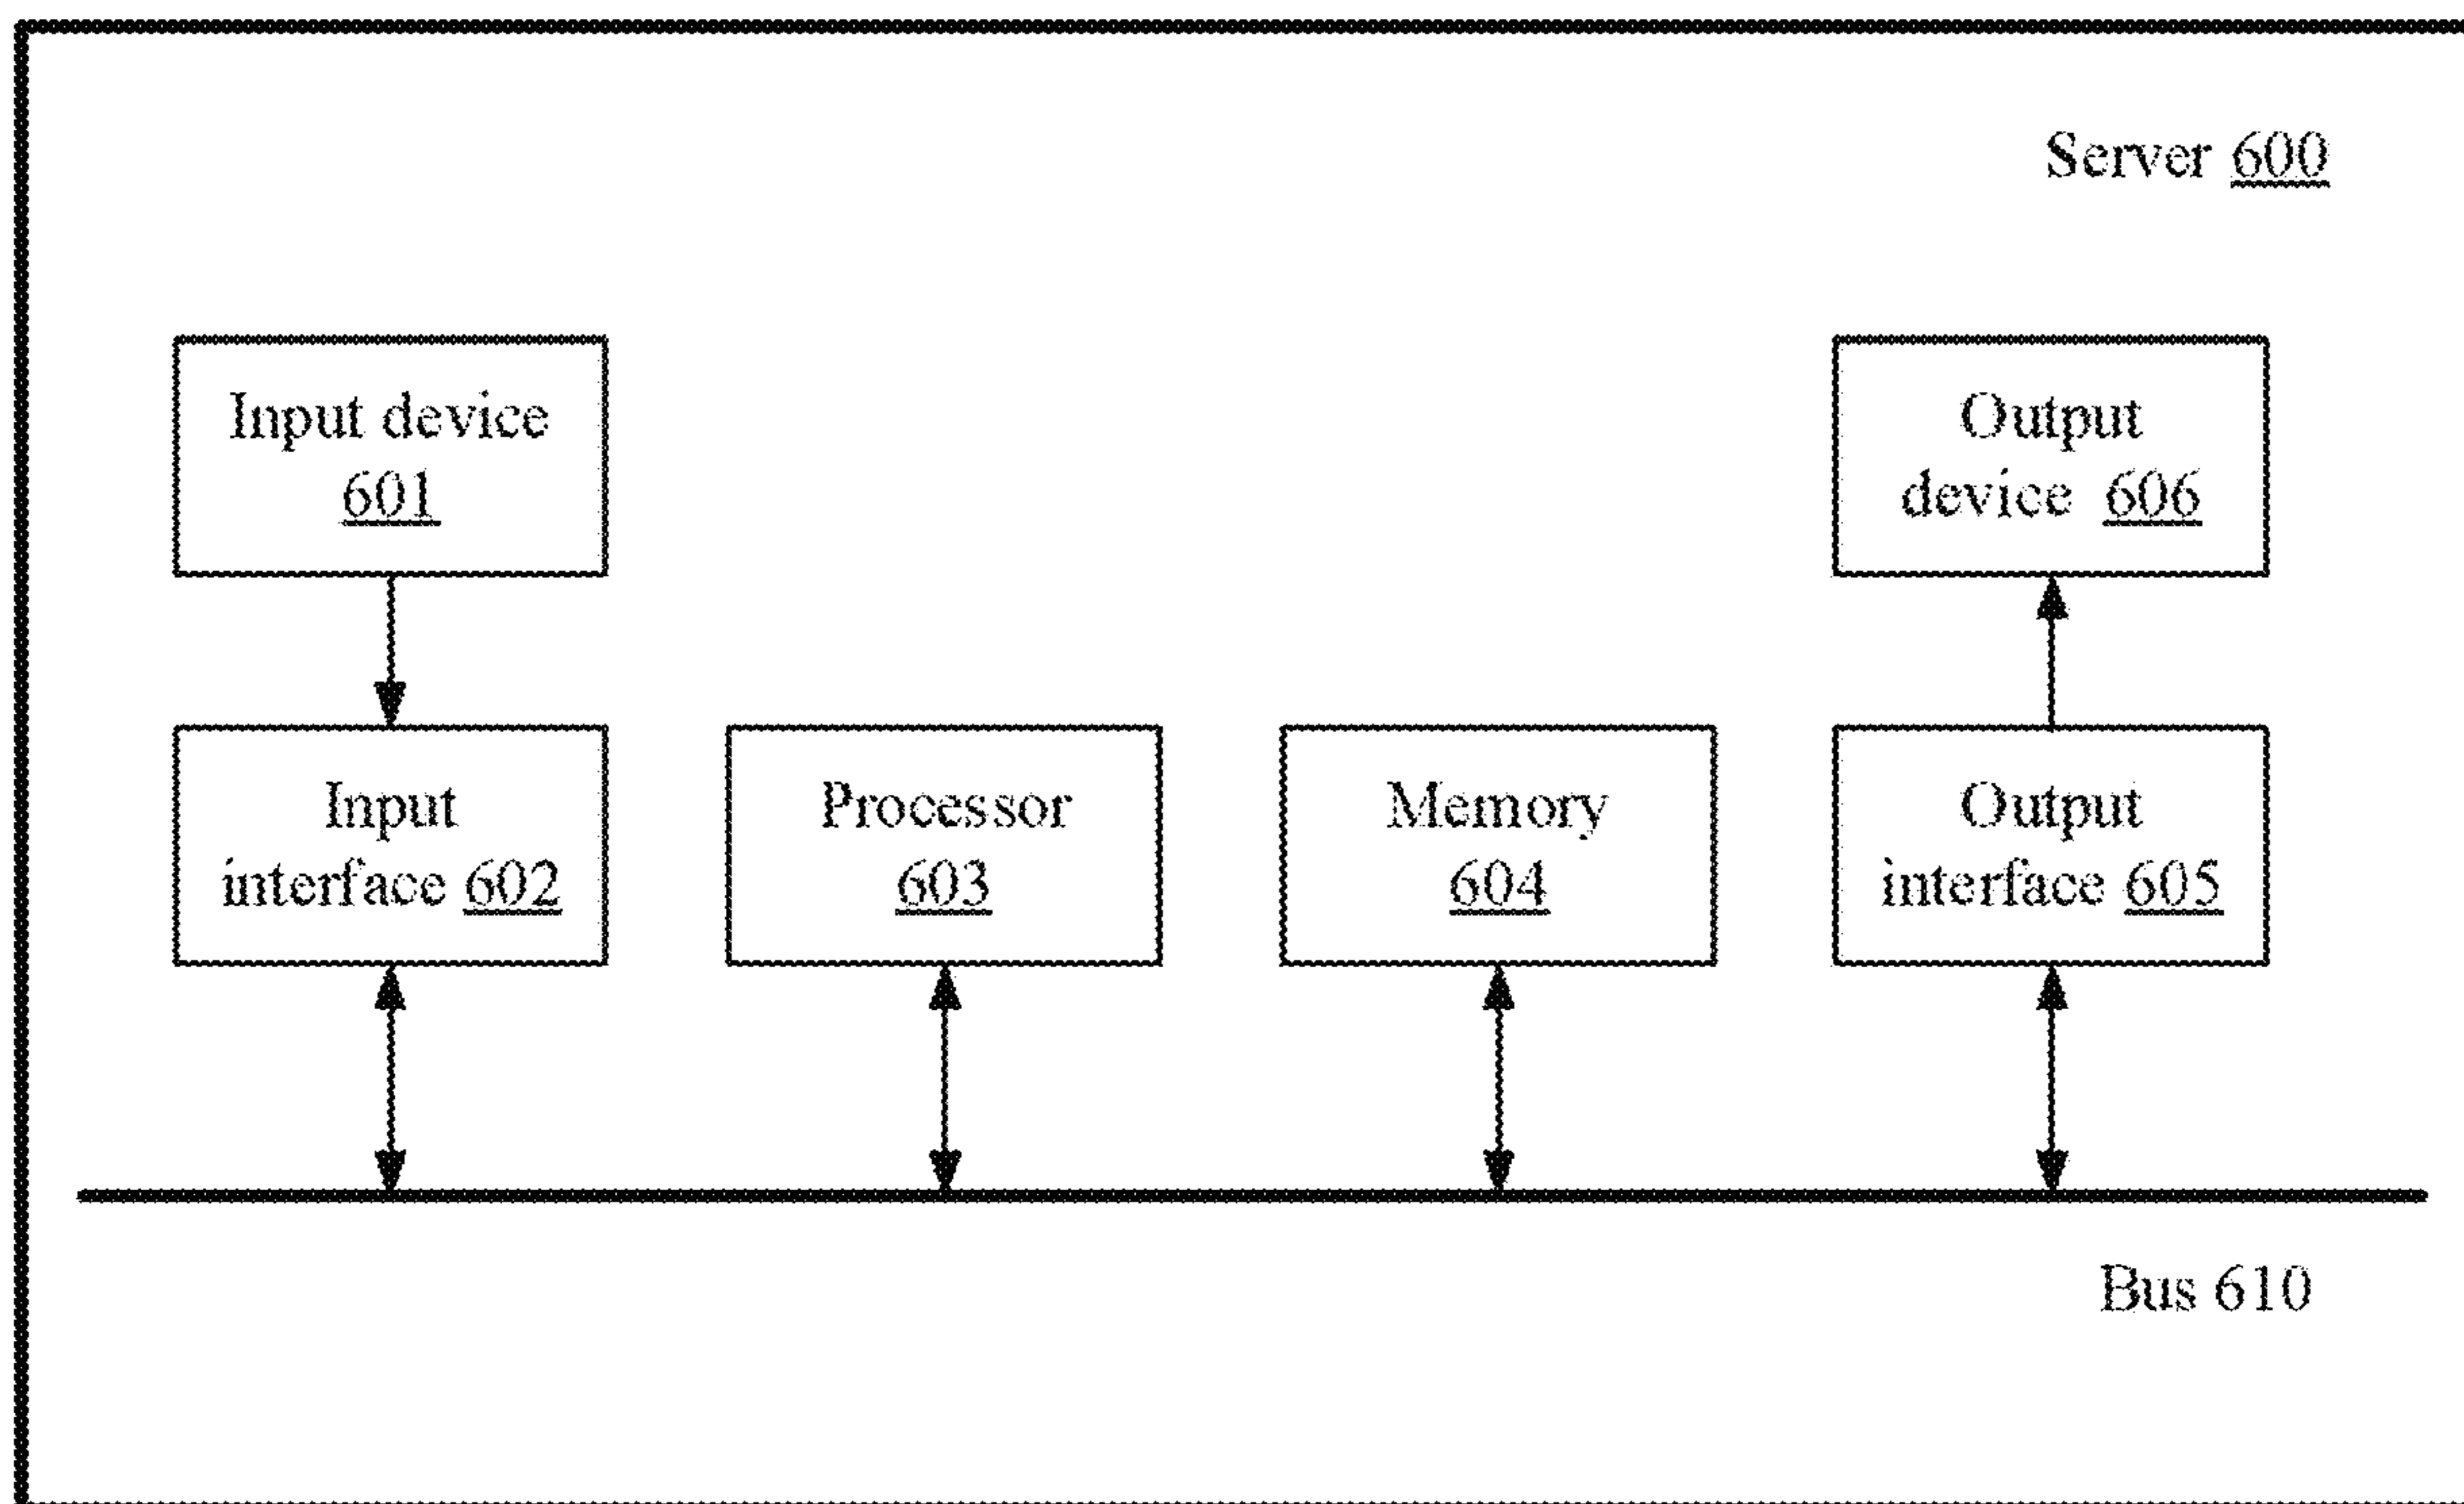 Server 600
Input device
601
Output
device 606
Input
interface 602
Processor
603
Memory
604
Output
interface 605
Bus 610